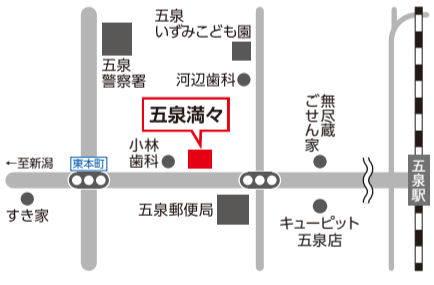 五泉
いずみこども園
五泉
警察署
河辺歯科
五泉満々
無尽蔵
ごせん家
小林
歯科
←至新潟
東本町
五泉駅
すき家
五泉郵便局
キューピット
五泉店